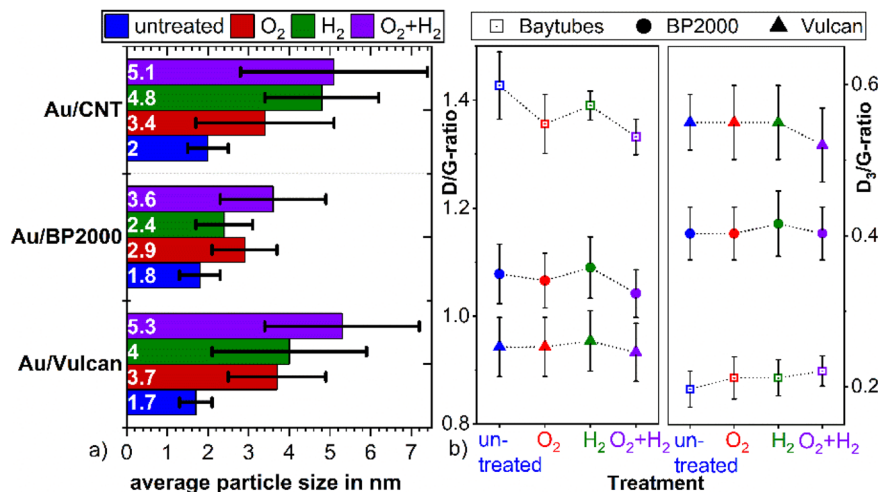 untreated O₂ H₂ O₂+H₂
Au/CNT
5.1
4.8
3.4
2
Au/BP2000
3.6
2.4
2.9
1.8
Au/Vulcan
5.3
4
3.7
1.7
0 1 2 3 4 5 6 7
a)
average particle size in nm
Baytubes BP2000 Vulcan
D/G-ratio
1.4
1.2
1.0
0.8
D₃/G-ratio
0.6
0.4
0.2
b)
un-
treated
O₂ H₂ O₂+H₂
un-
treated
O₂ H₂ O₂+H₂
Treatment